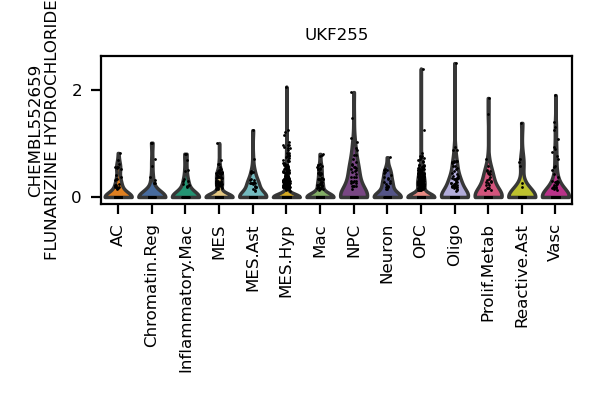 UKF255
CHEMBL552659
FLUNARIZINE HYDROCHLORIDE
2
0
AC
Chromatin.Reg
Inflammatory.Mac
MES
MES.Ast
MES.Hyp
Mac
NPC
Neuron
OPC
Oligo
Prolif.Metab
Reactive.Ast
Vasc